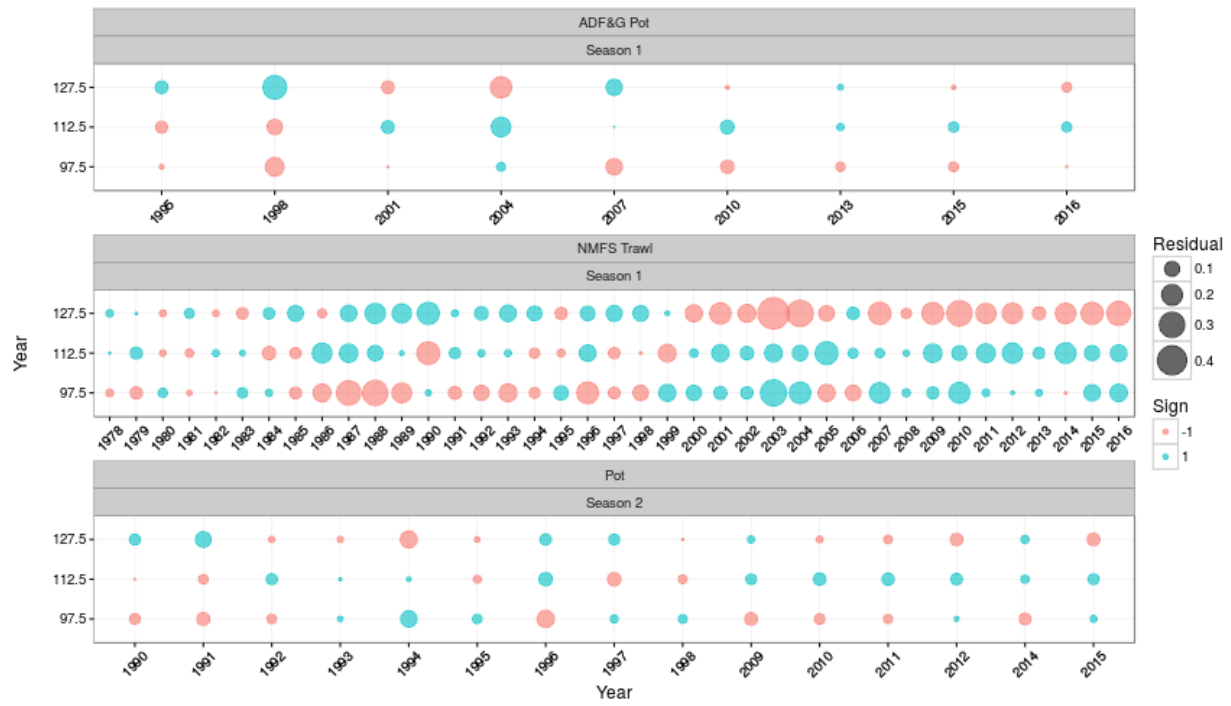 ADF&G Pot
Season 1
127.5
112.5
97.5
1995 1998 2001 2004 2007 2010 2013 2015 2016
NMFS Trawl
Season 1
127.5
112.5
97.5
1978 1979 1980 1981 1982 1983 1984 1985 1986 1987 1988 1989 1990 1991 1992 1993 1994 1995 1996 1997 1998 1999 2000 2001 2002 2003 2004 2005 2006 2007 2008 2009 2010 2011 2012 2013 2014 2015 2016
Pot
Season 2
127.5
112.5
97.5
1990 1991 1992 1993 1994 1995 1996 1997 1998 2009 2010 2011 2012 2014 2015
Year
Year
Residual
0.1
0.2
0.3
0.4
Sign
-1
1